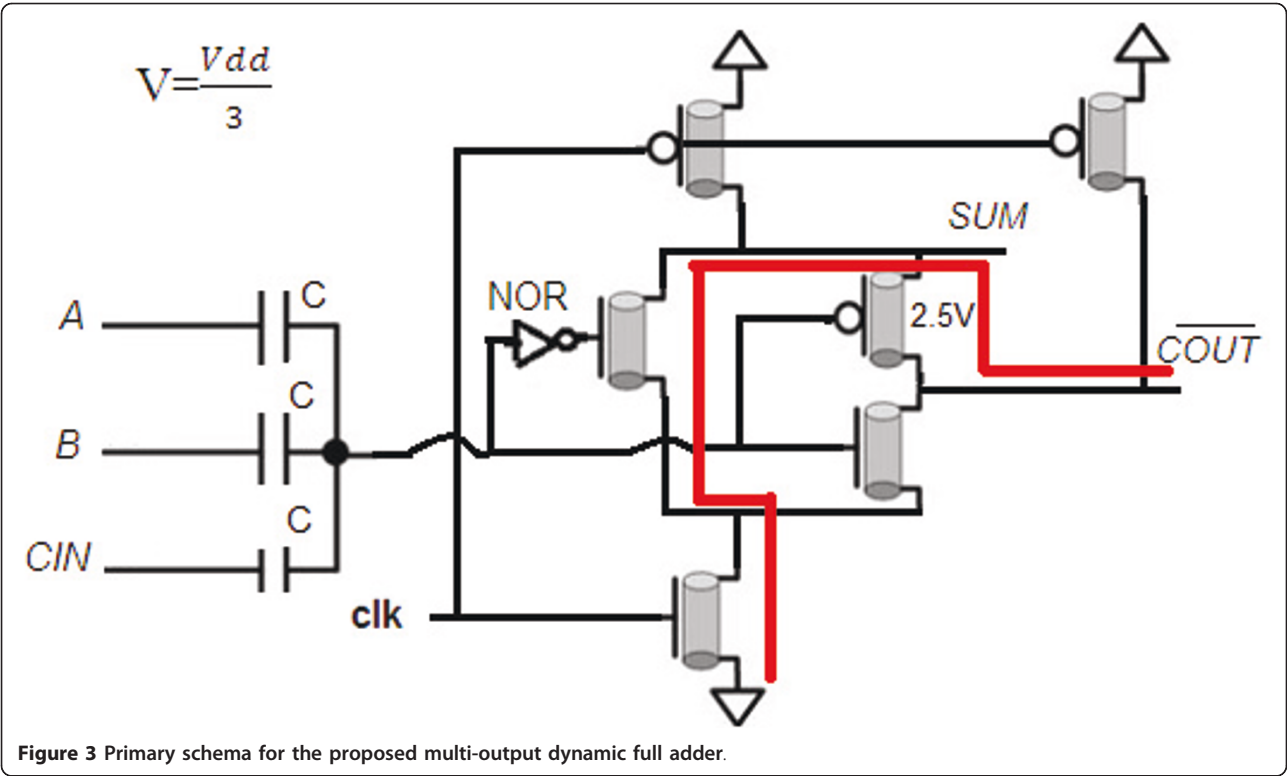 V=Vdd/3
SUM
C
NOR
A
2.5V
COUT
C
B
C
CIN
clk
Figure 3 Primary schema for the proposed multi-output dynamic full adder.